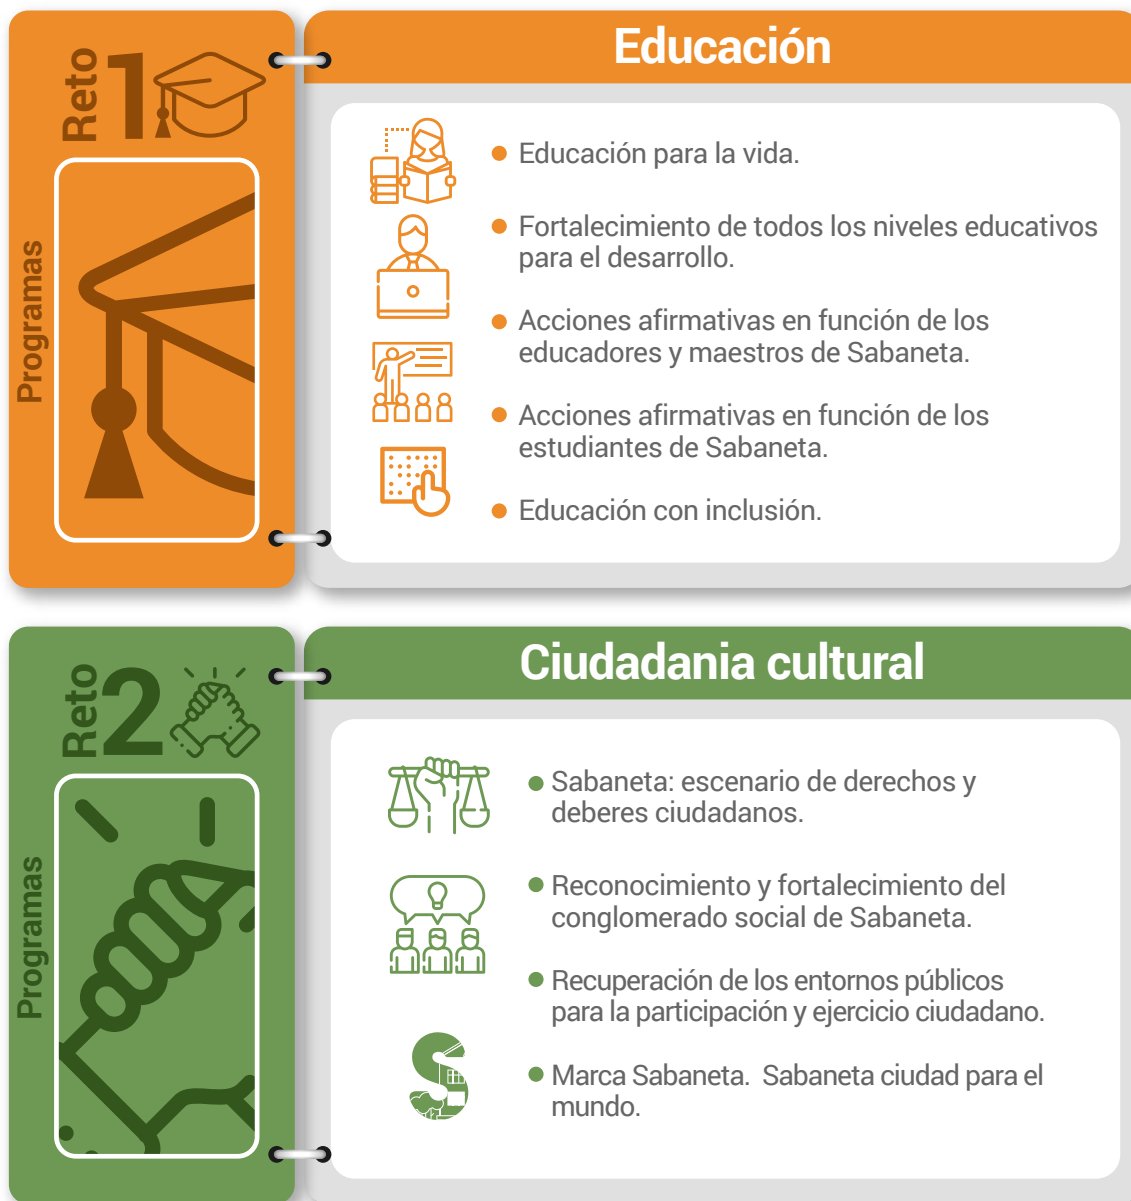 Reto 1
Programas
Educación
Educación para la vida.
Fortalecimiento de todos los niveles educativos
para el desarrollo.
Acciones afirmativas en función de los
educadores y maestros de Sabaneta.
Acciones afirmativas en función de los
estudiantes de Sabaneta.
Educación con inclusión.
Reto 2
Programas
Ciudadania cultural
Sabaneta: escenario de derechos y
deberes ciudadanos.
Reconocimiento y fortalecimiento del
conglomerado social de Sabaneta.
Recuperación de los entornos públicos
para la participación y ejercicio ciudadano.
Marca Sabaneta.  Sabaneta ciudad para el
mundo.